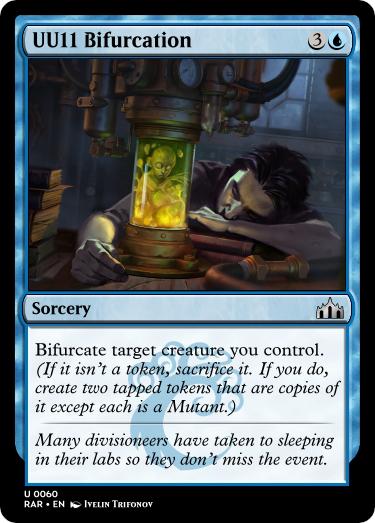 UU11 Bifurcation 3
Sorcery
Bifurcate target creature you control.
(If it isn't a token, sacrifice it. If you do,
create two tapped tokens that are copies of
it except each is a Mutant.)
Many divisioneers have taken to sleeping
in their labs so they don't miss the event.
U 0060
RAR • EN Ivelin Trifonov